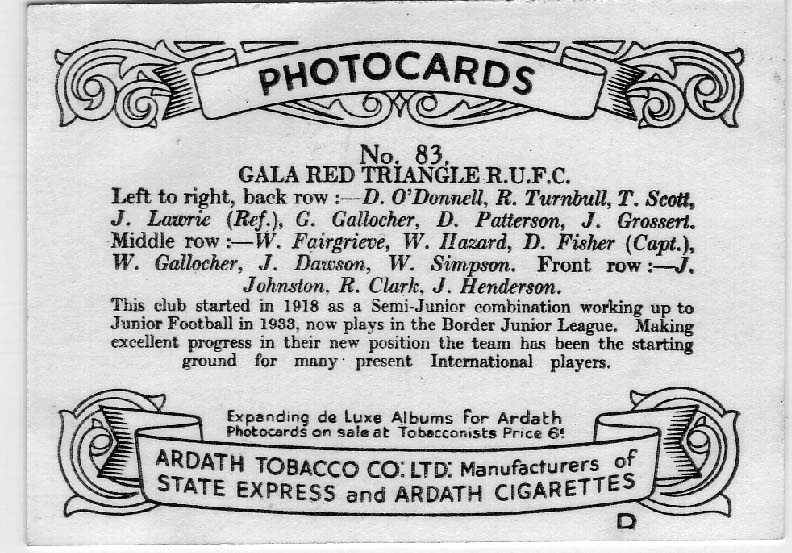 PHOTOCARDS
No. 83.
GALA RED TRIANGLE R.U.F.C.
Left to right, back row :—D. O'Donnell, R. Turnbull, T. Scott,
J. Lawrie (Ref.), G. Gallocher, D. Patterson, J. Grossert.
Middle row :—W. Fairgrieve, W. Hazard, D. Fisher (Capt.),
W. Gallocher, J. Dawson, W. Simpson. Front row :—J.
Johnston, R. Clark, J. Henderson.
This club started in 1918 as a Semi-Junior combination working up to
Junior Football in 1933, now plays in the Border Junior League. Making
excellent progress in their new position the team has been the starting
ground for many present International players.
Expanding de Luxe Albums for Ardath
Photocards on sale at Tobacconists Price 6ᵈ
ARDATH TOBACCO CO: LTD: Manufacturers of
STATE EXPRESS and ARDATH CIGARETTES
D